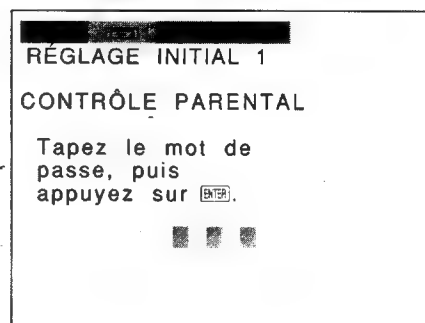 RÉGLAGE INITIAL 1
CONTRÔLE PARENTAL
Tapez le mot de
passe, puis
appuyez sur ENTER.